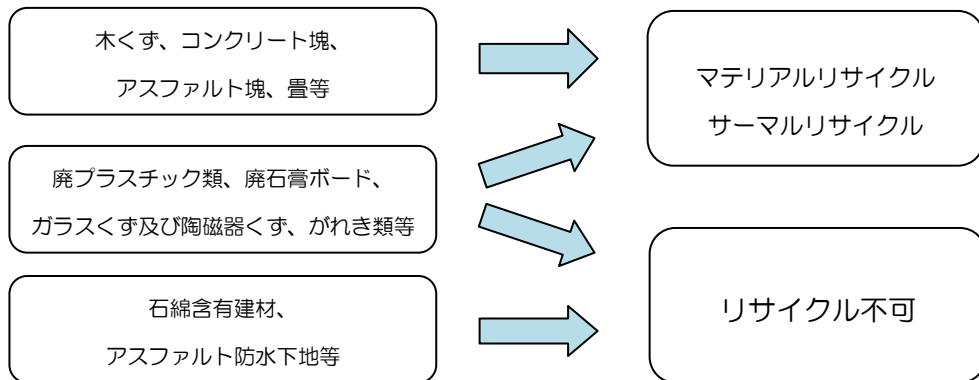 木くず、コンクリート塊、
アスファルト塊、畳等
マテリアルリサイクル
サーマルリサイクル
廃プラスチック類、廃石膏ボード、
ガラスくず及び陶磁器くず、がれき類等
石綿含有建材、
アスファルト防水下地等
リサイクル不可